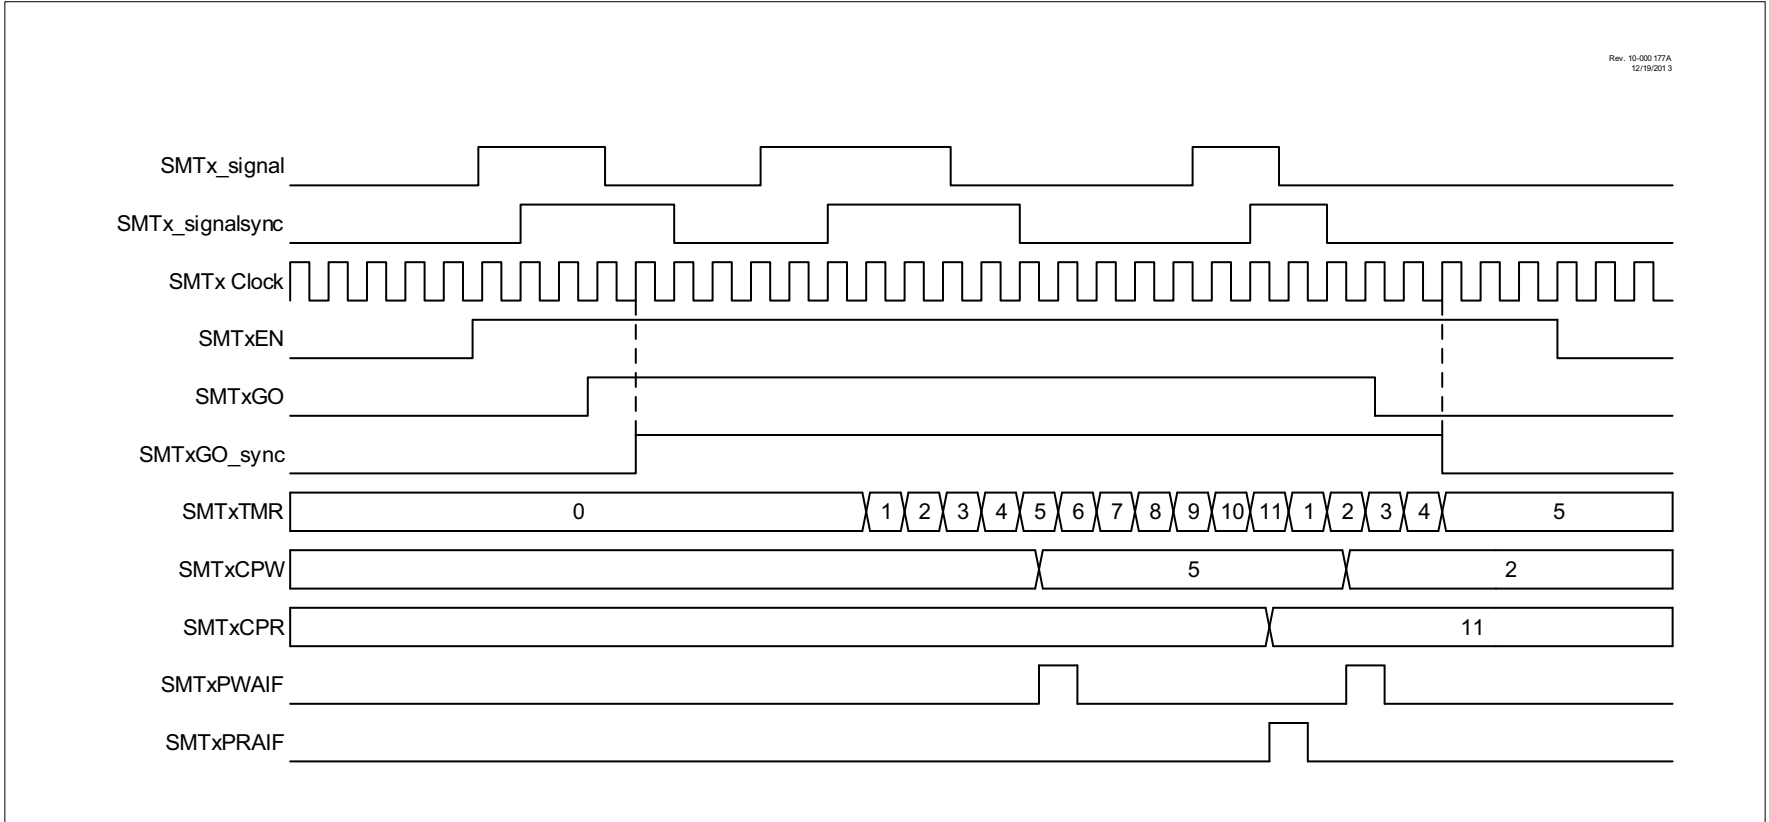 Rev. 10-000 177A
12/19/201 3
SMTx_signal
SMTx_signalsync
SMTx Clock
SMTxEN
SMTxGO
SMTxGO_sync
SMTxTMR 0 1 2 3 4 5 6 7 8 9 10 11 1 2 3 4 5
SMTxCPW 5 2
SMTxCPR 11
SMTxPWAIF
SMTxPRAIF